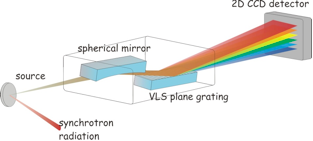 2D CCD detector
spherical mirror
source
VLS plane grating
synchrotron
radiation